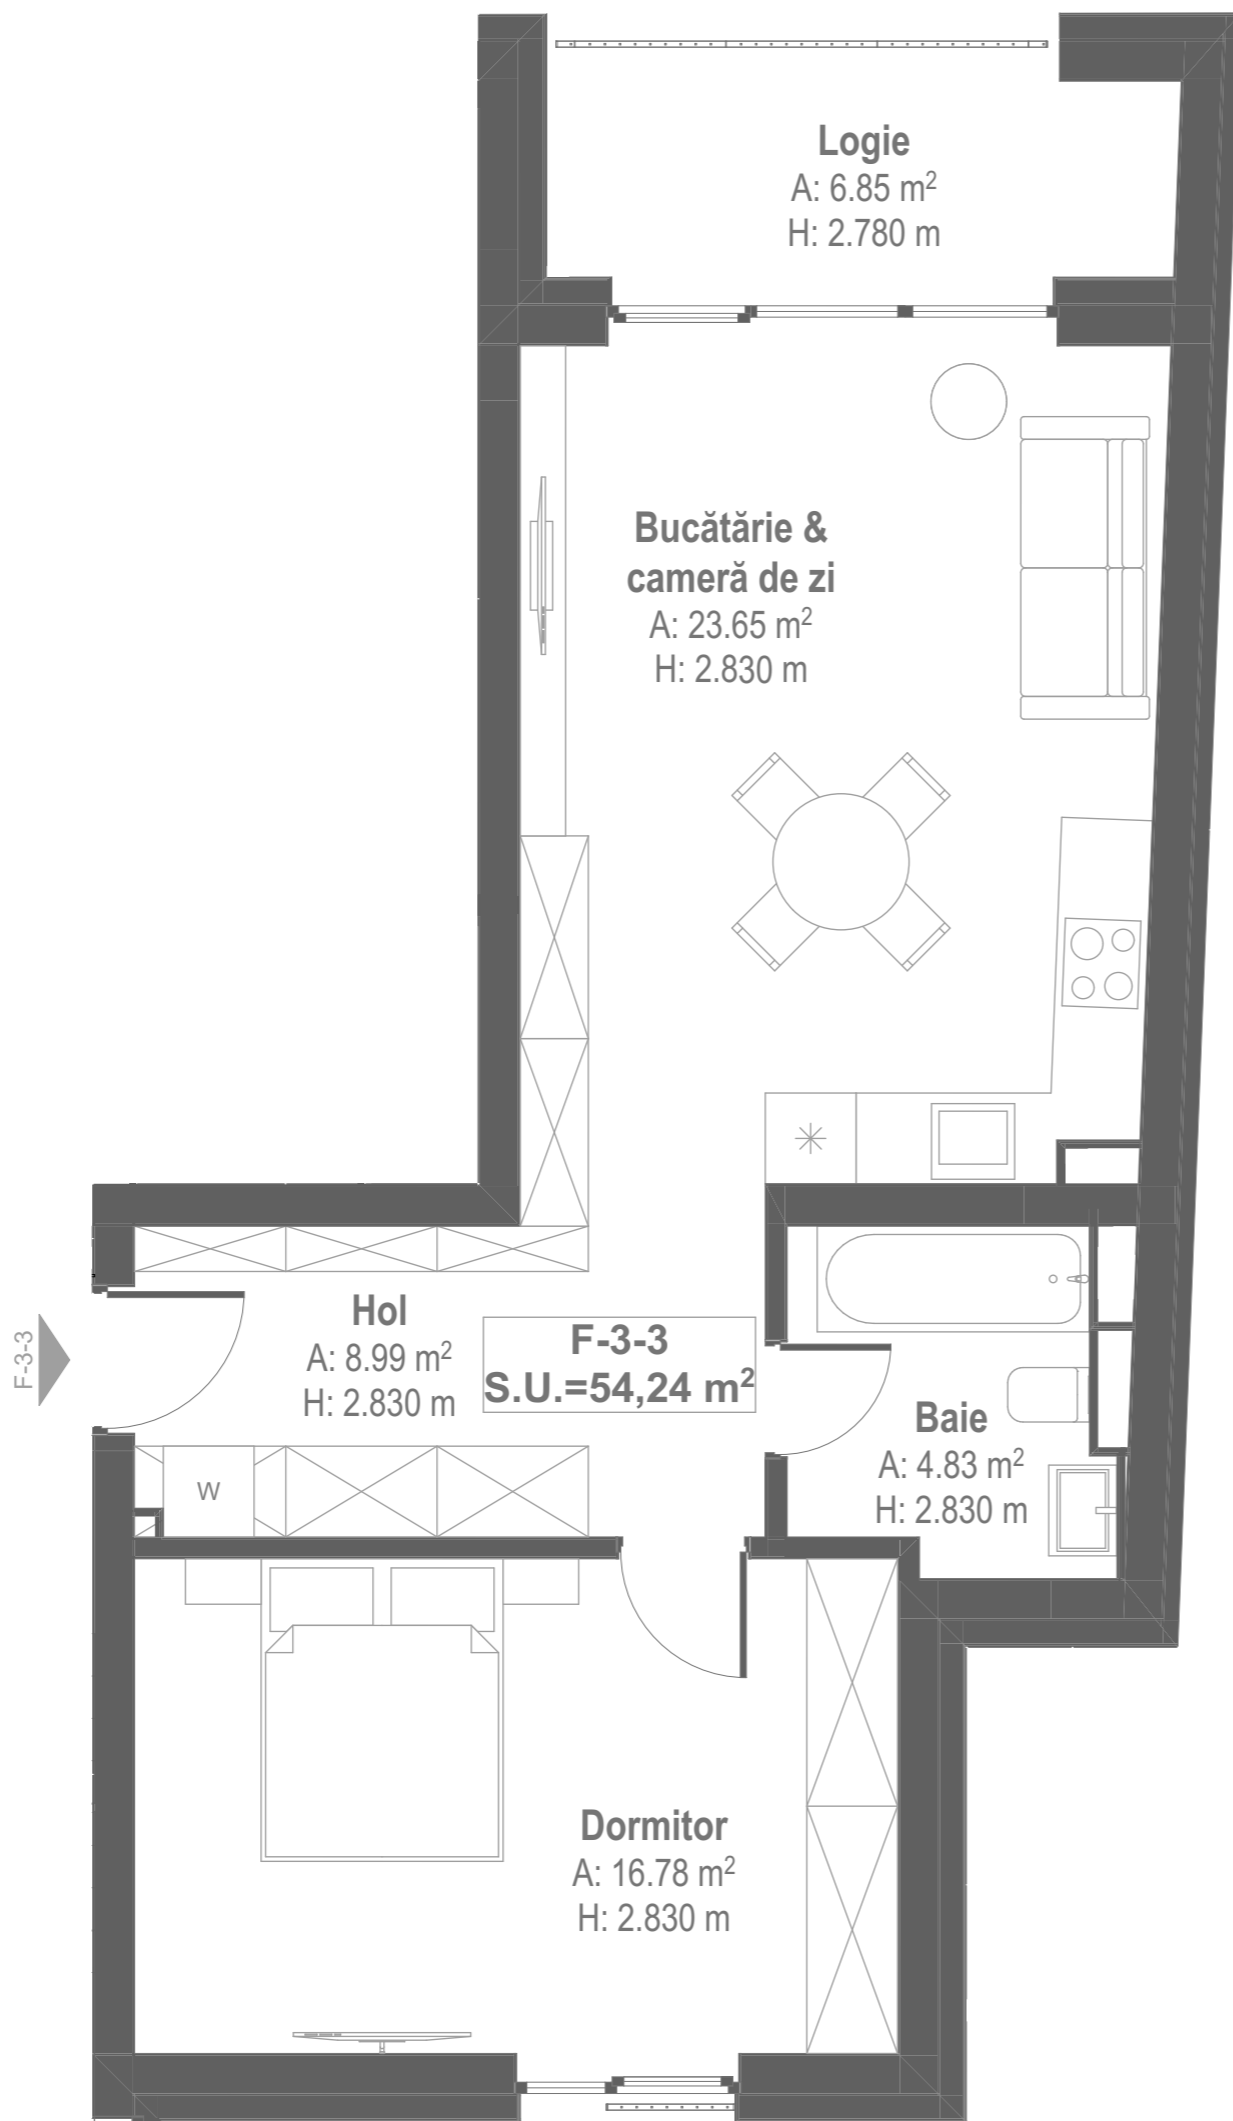 Logie
A: 6.85 m²
H: 2.780 m
Bucătărie &
cameră de zi
A: 23.65 m²
H: 2.830 m
Hol
A: 8.99 m²
H: 2.830 m
F-3-3
S.U.=54,24 m²
F-3-3
Baie
A: 4.83 m²
H: 2.830 m
W
Dormitor
A: 16.78 m²
H: 2.830 m